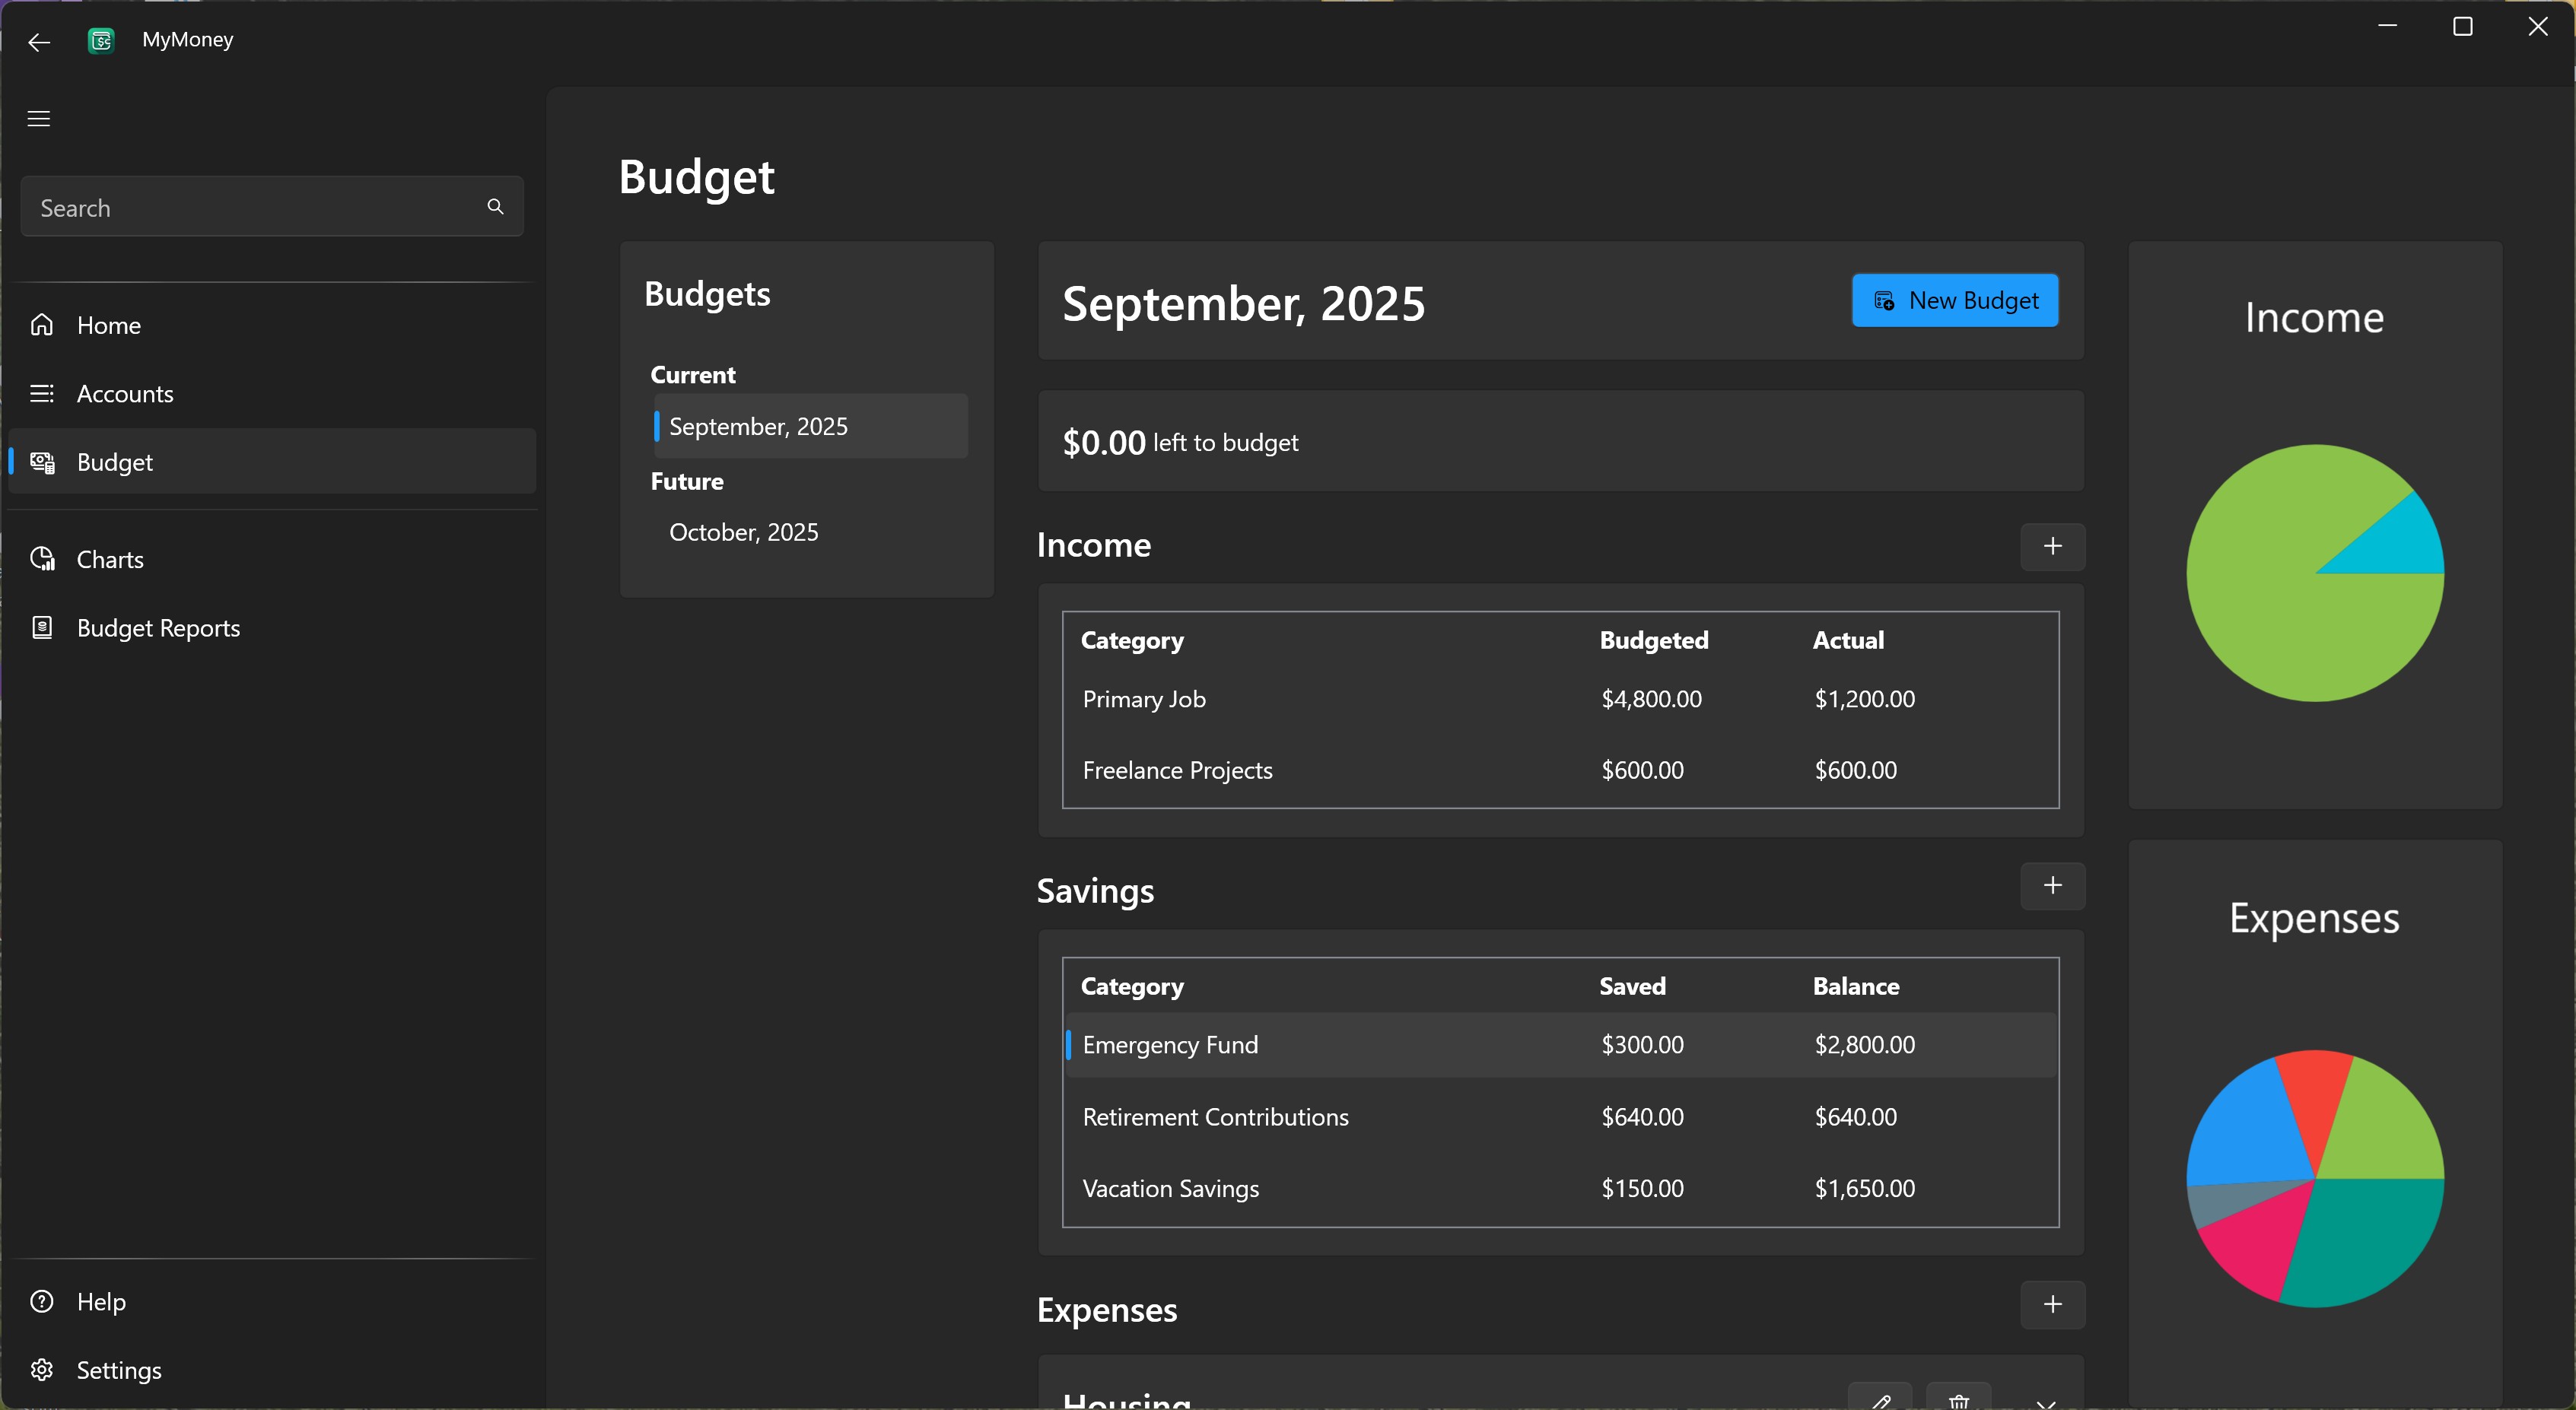 MyMoney
Search
Home
Accounts
Budget
Charts
Budget Reports
Help
Settings
Budget
Budgets
Current
September, 2025
Future
October, 2025
September, 2025
New Budget
$0.00 left to budget
Income
Category Budgeted Actual
Primary Job $4,800.00 $1,200.00
Freelance Projects $600.00 $600.00
Savings
Category Saved Balance
Emergency Fund $300.00 $2,800.00
Retirement Contributions $640.00 $640.00
Vacation Savings $150.00 $1,650.00
Expenses
Housing
Income
Expenses